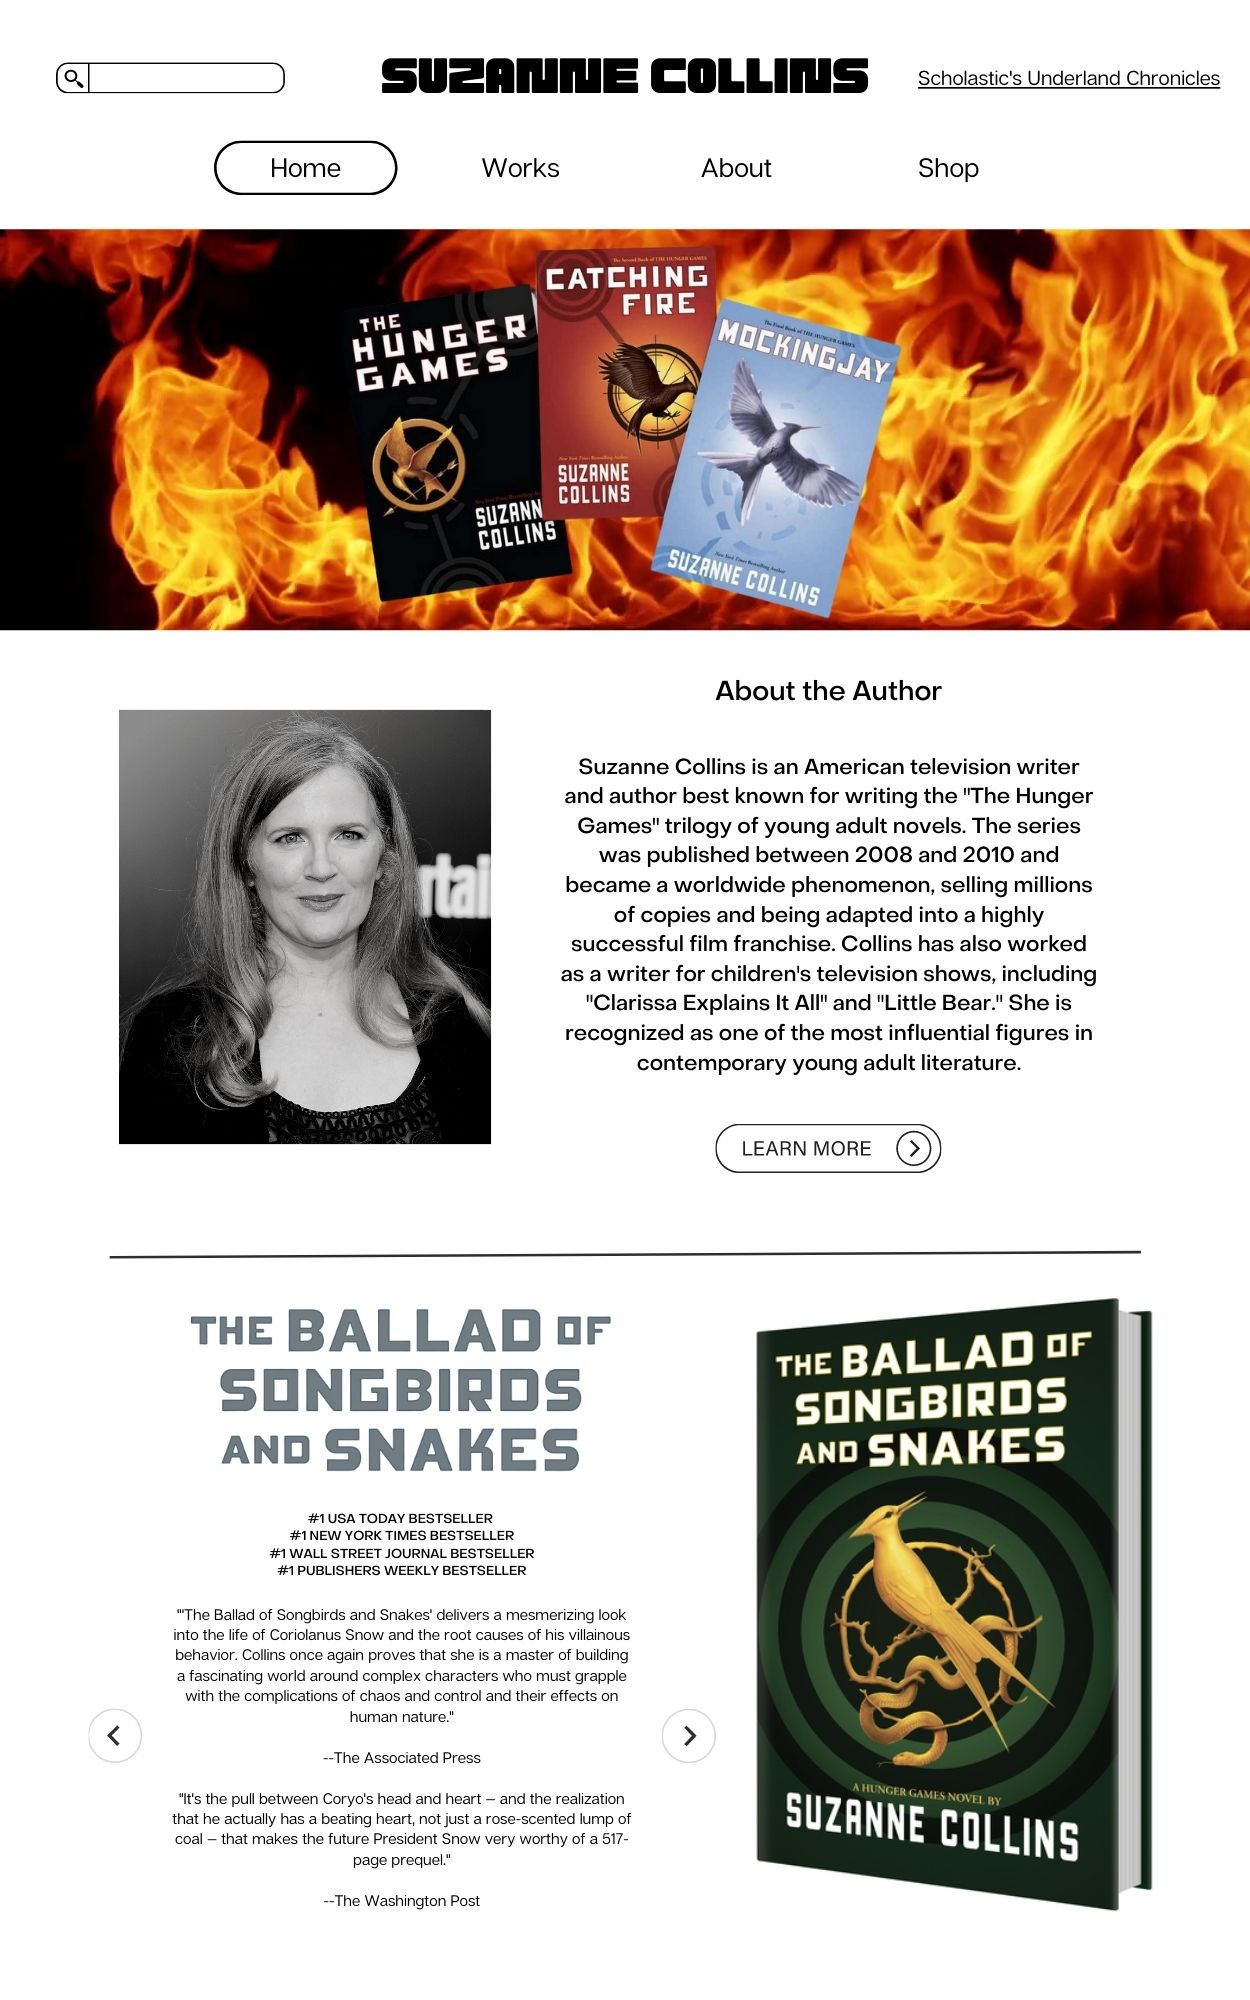 SUZANNE COLLINS
Scholastic's Underland Chronicles
Home
Works
About
Shop
THE
HUNGER
GAMES
SUZANN
COLLINS
The Second Book of THE HUNGER GAMES
CATCHING
FIRE
New York Times Bestselling Author
SUZANNE
COLLINS
The Final Book of THE HUNGER GAMES
MOCKINGJAY
New York Times Bestselling Author
SUZANNE COLLINS
rtai
About the Author
Suzanne Collins is an American television writer
and author best known for writing the "The Hunger
Games" trilogy of young adult novels. The series
was published between 2008 and 2010 and
became a worldwide phenomenon, selling millions
of copies and being adapted into a highly
successful film franchise. Collins has also worked
as a writer for children's television shows, including
"Clarissa Explains It All" and "Little Bear." She is
recognized as one of the most influential figures in
contemporary young adult literature.
LEARN MORE
THE BALLAD OF
SONGBIRDS
AND SNAKES
#1 USA TODAY BESTSELLER
#1 NEW YORK TIMES BESTSELLER
#1 WALL STREET JOURNAL BESTSELLER
#1 PUBLISHERS WEEKLY BESTSELLER
"'The Ballad of Songbirds and Snakes' delivers a mesmerizing look
into the life of Coriolanus Snow and the root causes of his villainous
behavior. Collins once again proves that she is a master of building
a fascinating world around complex characters who must grapple
with the complications of chaos and control and their effects on
human nature."
--The Associated Press
"It's the pull between Coryo's head and heart — and the realization
that he actually has a beating heart, not just a rose-scented lump of
coal — that makes the future President Snow very worthy of a 517-
page prequel."
--The Washington Post
THE BALLAD OF
SONGBIRDS
AND SNAKES
A HUNGER GAMES NOVEL BY
SUZANNE COLLINS